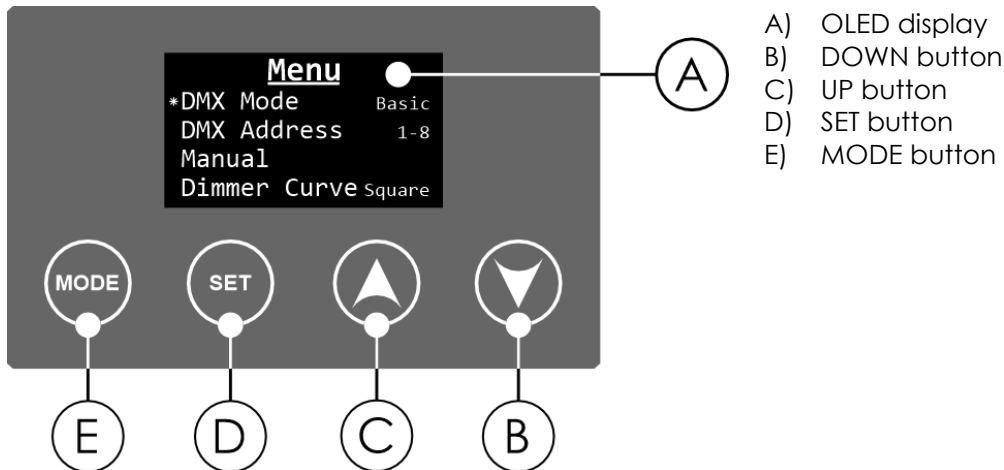 Menu
*DMX Mode Basic
DMX Address 1-8
Manual
Dimmer Curve Square
MODE SET
A
E D C B
A) OLED display
B) DOWN button
C) UP button
D) SET button
E) MODE button